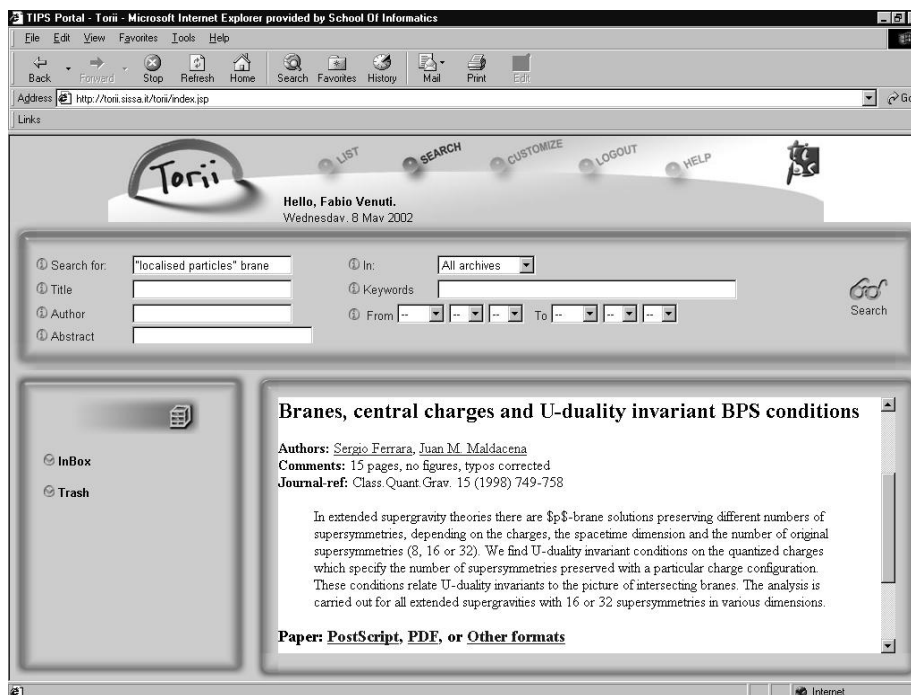 TIPS Portal - Torii - Microsoft Internet Explorer provided by School Of Informatics
File Edit View Favorites Tools Help
Back Forward Stop Refresh Home Search Favorites History Mail Print Edit
Address http://torii.sissa.it/torii/index.jsp Go
Links
Torii LIST SEARCH CUSTOMIZE LOGOUT HELP tips
Hello, Fabio Venuti.
Wednesday, 8 May 2002
Search for: "localised particles" brane In: All archives
Title Keywords
Author From -- -- -- To -- -- --
Search
Abstract
InBox
Trash
Branes, central charges and U-duality invariant BPS conditions
Authors: Sergio Ferrara, Juan M. Maldacena
Comments: 15 pages, no figures, typos corrected
Journal-ref: Class.Quant.Grav. 15 (1998) 749-758
In extended supergravity theories there are $p$-brane solutions preserving different numbers of
supersymmetries, depending on the charges, the spacetime dimension and the number of original
supersymmetries (8, 16 or 32). We find U-duality invariant conditions on the quantized charges
which specify the number of supersymmetries preserved with a particular charge configuration.
These conditions relate U-duality invariants to the picture of intersecting branes. The analysis is
carried out for all extended supergravities with 16 or 32 supersymmetries in various dimensions.
Paper: PostScript, PDF, or Other formats
Internet